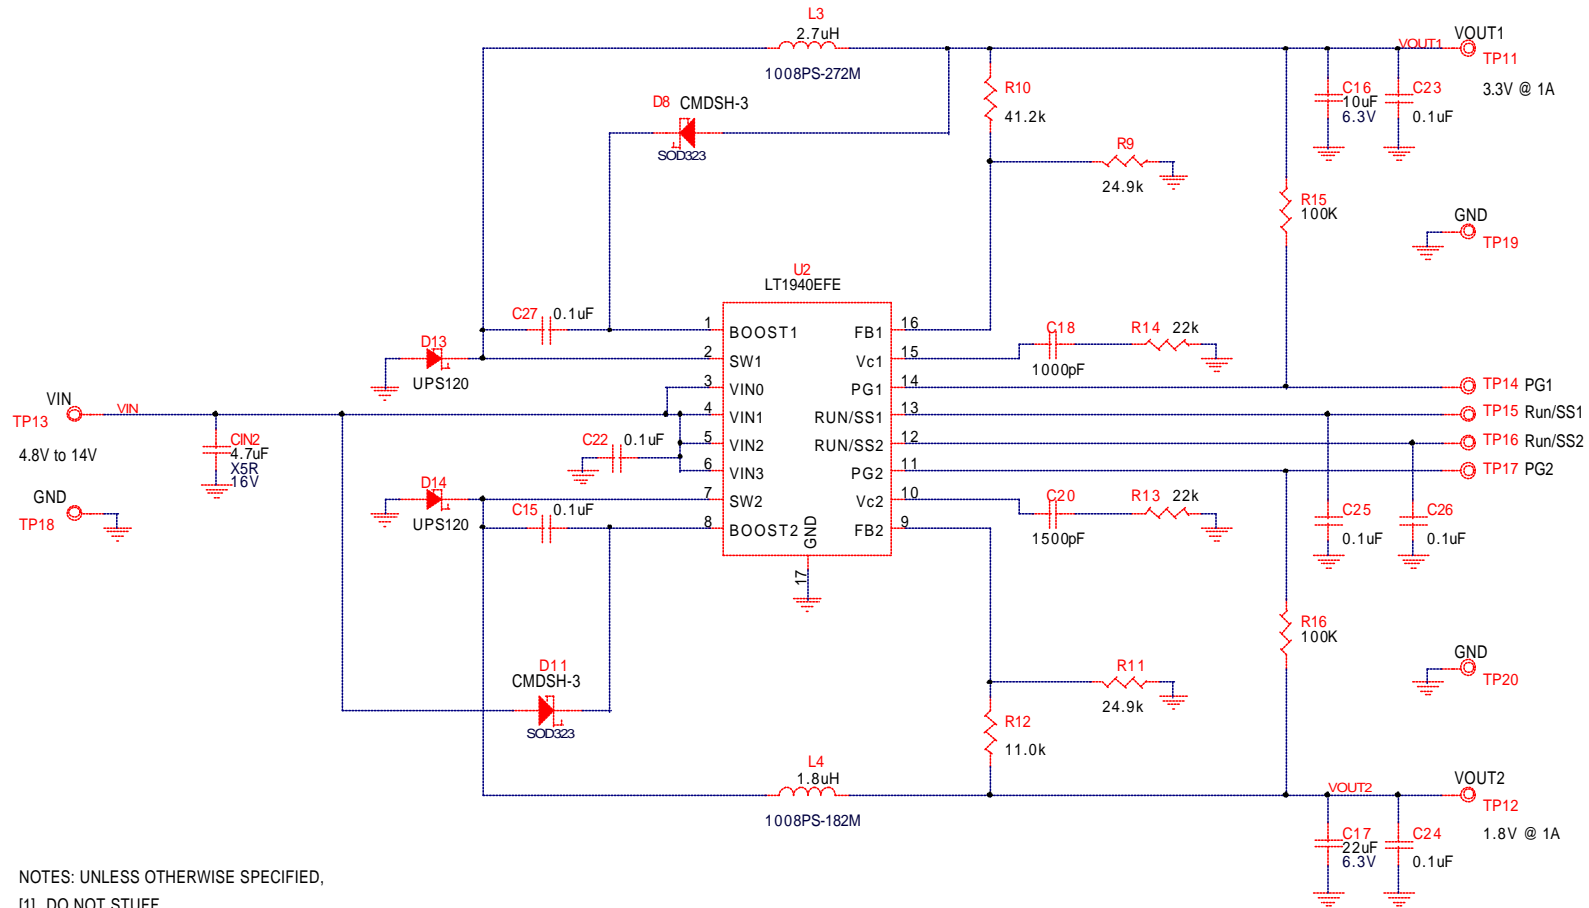 L3
2.7uH
1008PS-272M
VOUT1
VOUT1
TP11
3.3V @ 1A
C16
10uF
6.3V
C23
0.1uF
D8 CMDSH-3
SOD323
R10
41.2k
R9
24.9k
R15
100K
GND
TP19
U2
LT1940EFE
C27 0.1uF
D13
UPS120
1 BOOST1
2 SW1
3 VIN0
4 VIN1
5 VIN2
6 VIN3
7 SW2
8 BOOST2
GND
17
FB1 16
Vc1 15
PG1 14
RUN/SS1 13
RUN/SS2 12
PG2 11
Vc2 10
FB2 9
C18
1000pF
R14 22k
TP14 PG1
TP15 Run/SS1
TP16 Run/SS2
TP17 PG2
VIN
VIN
TP13
4.8V to 14V
CIN2
4.7uF
X5R
16V
C22 0.1uF
GND
TP18
D14
UPS120
C15 0.1uF
C20
1500pF
R13 22k
C25
0.1uF
C26
0.1uF
R16
100K
D11
CMDSH-3
SOD323
R11
24.9k
R12
11.0k
GND
TP20
L4
1.8uH
1008PS-182M
VOUT2
VOUT2
TP12
1.8V @ 1A
C17
22uF
6.3V
C24
0.1uF
NOTES: UNLESS OTHERWISE SPECIFIED,
[1] DO NOT STUFF